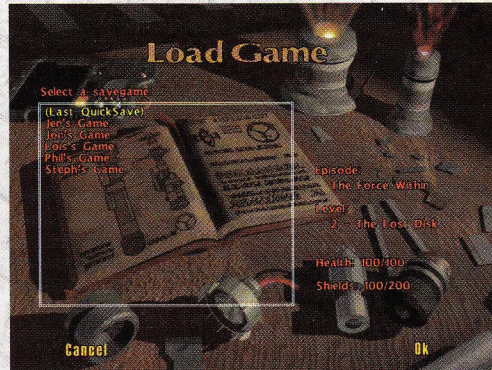 Load Game
Select a savegame
(Last QuickSave)
Jen's Game
Jon's Game
Lois's Game
Phil's Game
Steph's Game
Episode:
The Force Within
Level:
2 The Lost Disk
Health: 100/100
Shields: 100/200
Cancel
Ok